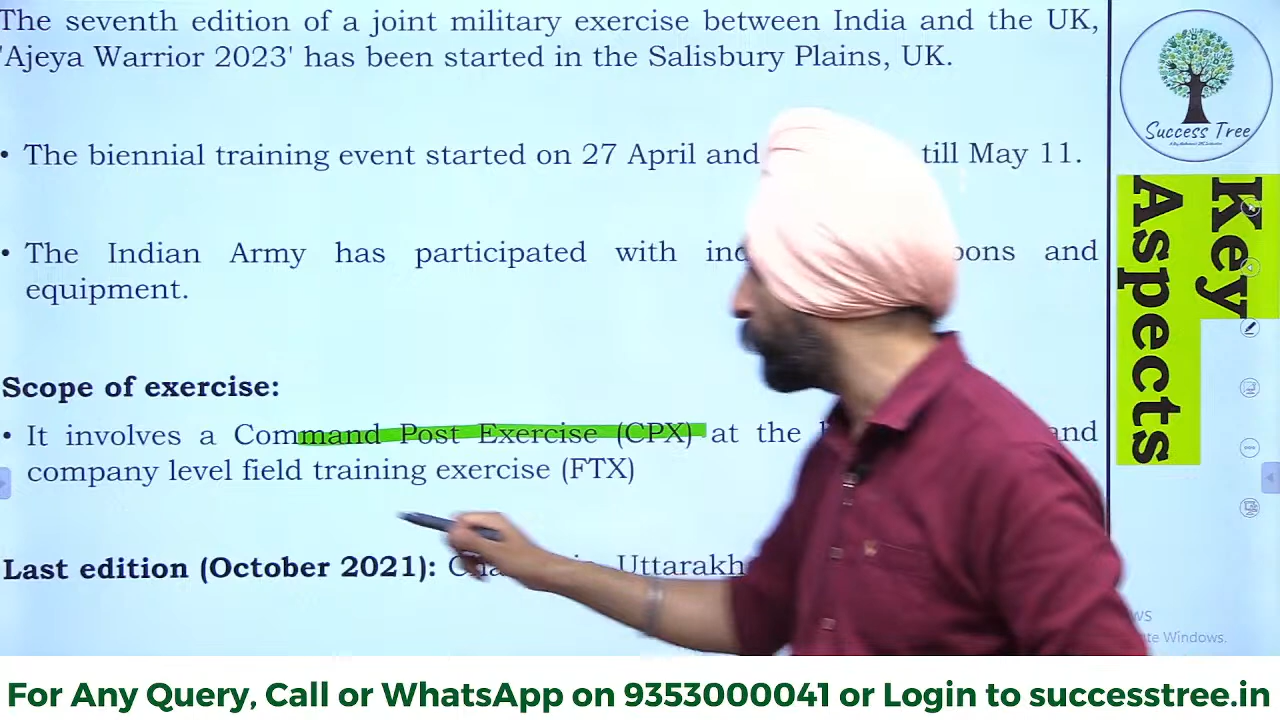 The seventh edition of a joint military exercise between India and the UK,
'Ajeya Warrior 2023' has been started in the Salisbury Plains, UK.
• The biennial training event started on 27 April and till May 11.
• The Indian Army has participated with and
equipment.
Scope of exercise:
• It involves a Command Post Exercise (CPX) at the and
company level field training exercise (FTX)
Last edition (October 2021):
Success Tree
Key
Aspects
For Any Query, Call or WhatsApp on 9353000041 or Login to successtree.in